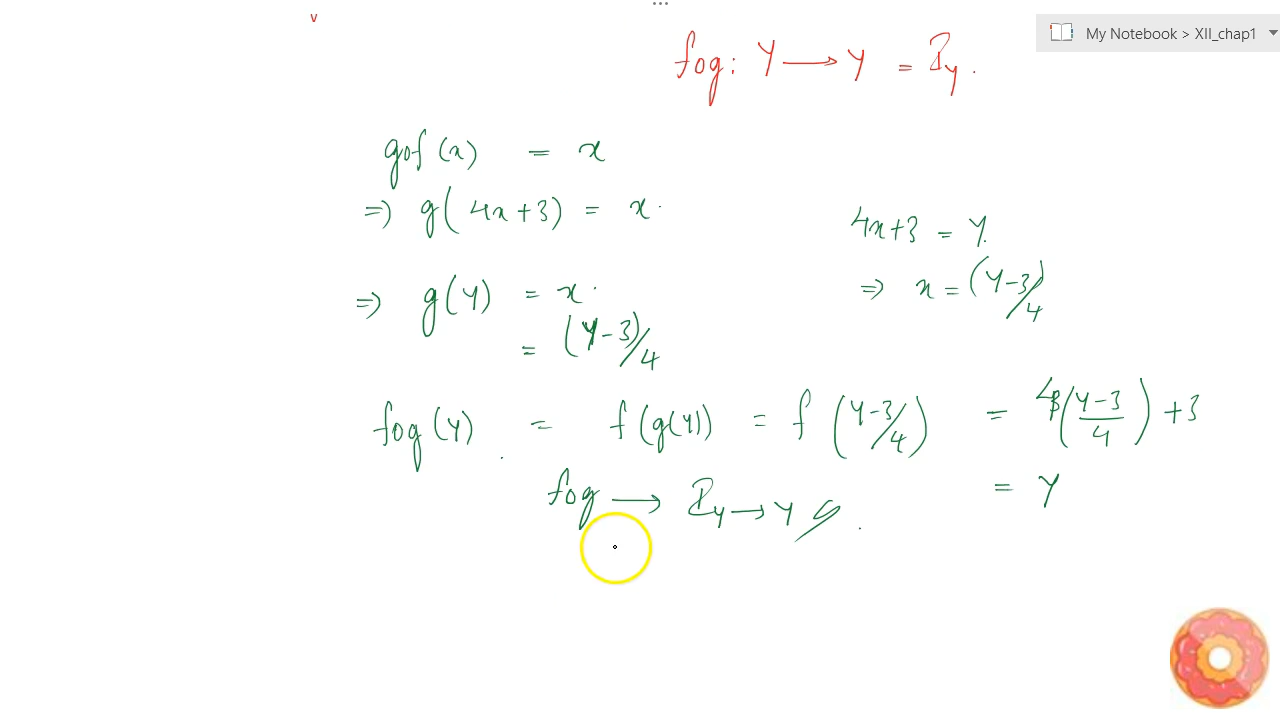 My Notebook > XII_chap1
fog: Y → Y = I_Y.
gof(x) = x
⇒ g(4x+3) = x.
4x+3 = y.
⇒ x = (y-3)/4
⇒ g(y) = x.
= (y-3)/4
fog(y) = f(g(y)) = f(y-3/4) = 4((y-3)/4) + 3
= y
fog → I_Y → Y